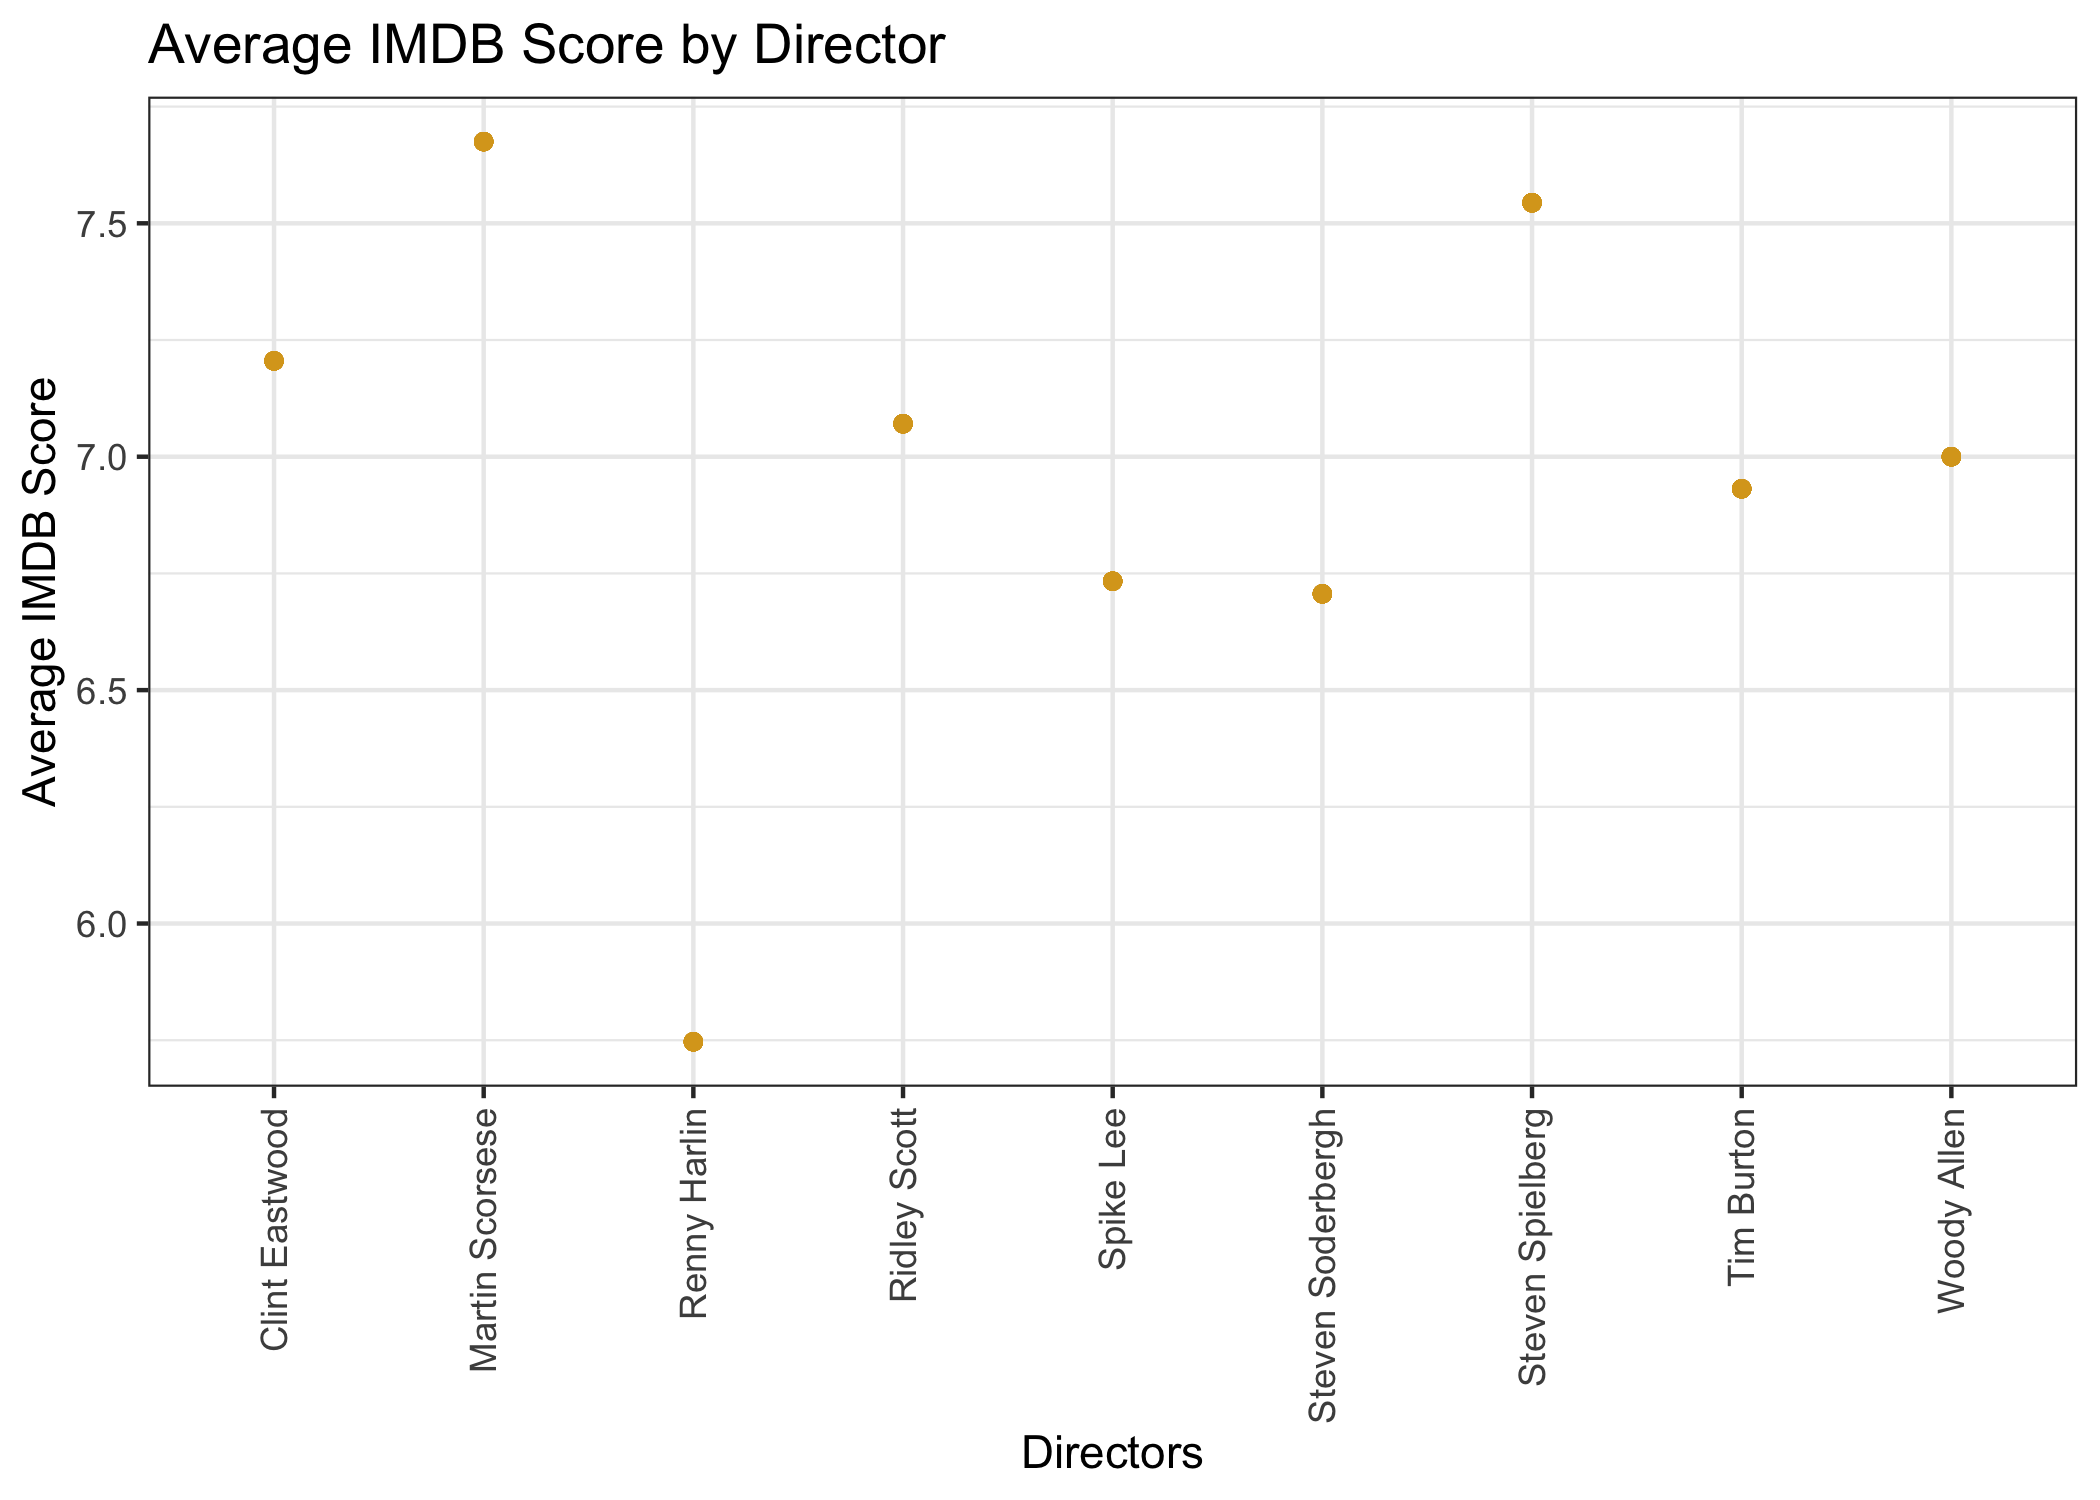 Average IMDB Score by Director
Average IMDB Score
7.5
7.0
6.5
6.0
Clint Eastwood
Martin Scorsese
Renny Harlin
Ridley Scott
Spike Lee
Steven Soderbergh
Steven Spielberg
Tim Burton
Woody Allen
Directors